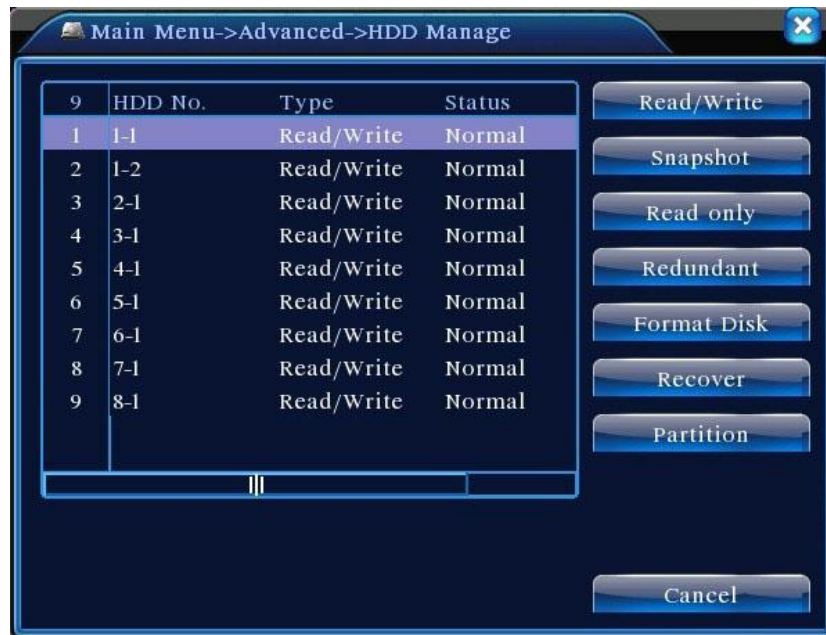 Main Menu->Advanced->HDD Manage
9 HDD No. Type Status
1 1-1 Read/Write Normal
2 1-2 Read/Write Normal
3 2-1 Read/Write Normal
4 3-1 Read/Write Normal
5 4-1 Read/Write Normal
6 5-1 Read/Write Normal
7 6-1 Read/Write Normal
8 7-1 Read/Write Normal
9 8-1 Read/Write Normal
Read/Write
Snapshot
Read only
Redundant
Format Disk
Recover
Partition
Cancel